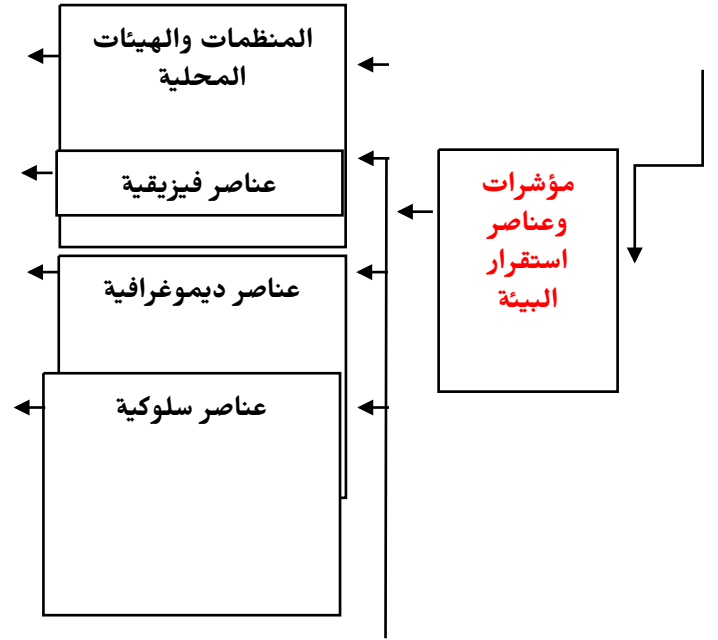 المنظمات والهيئات
المحلية
عناصر فيزيقية
مؤشرات
وعناصر
استقرار
البيئة
عناصر ديموغرافية
عناصر سلوكية